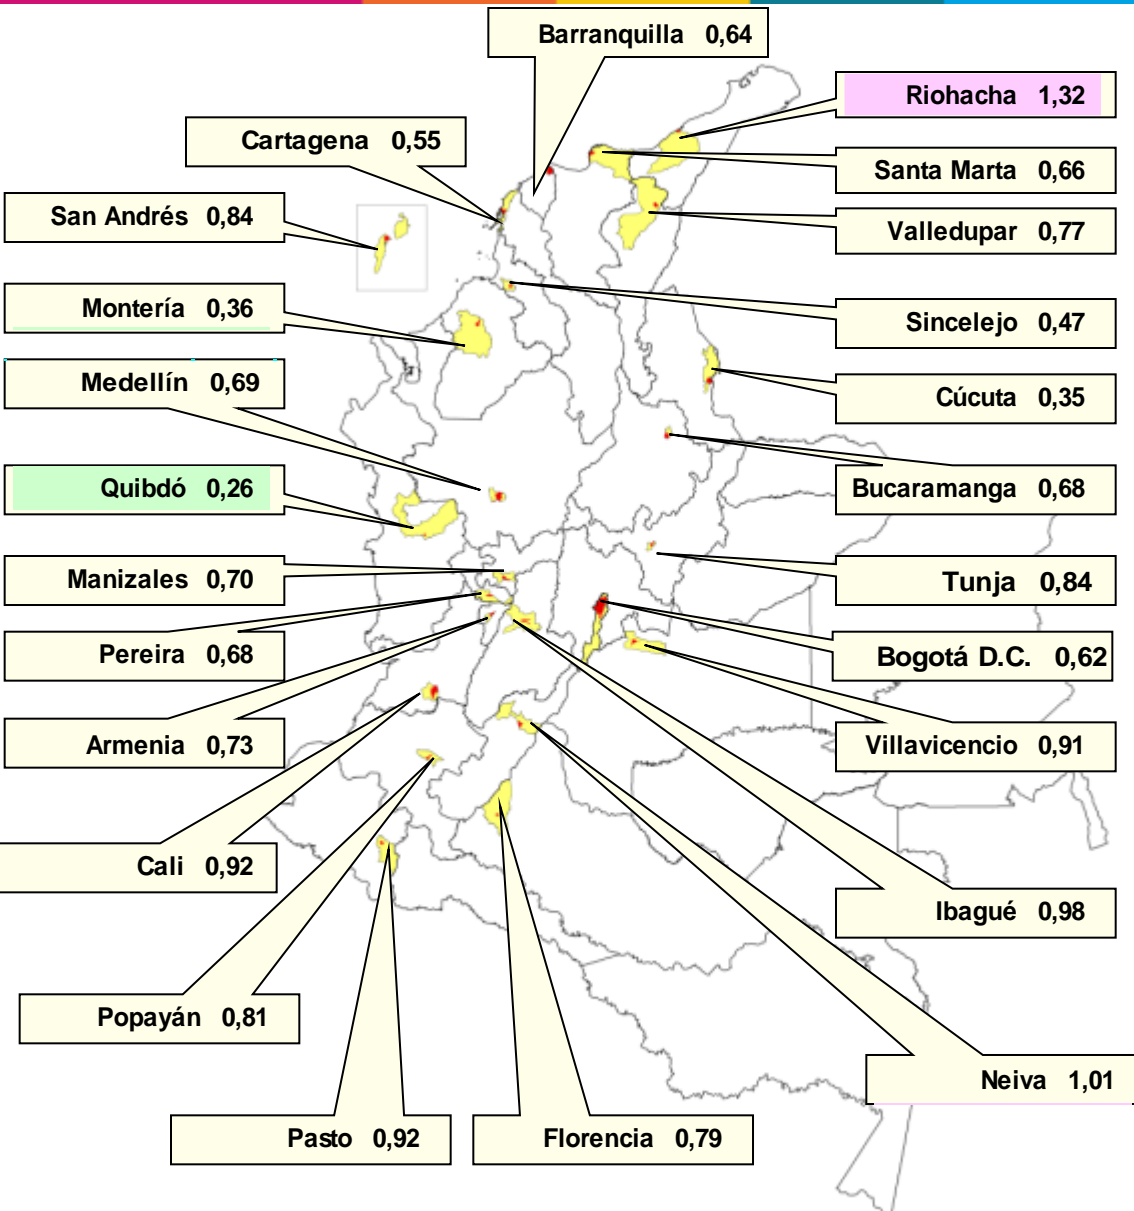 Barranquilla 0,64
Riohacha 1,32
Cartagena 0,55
Santa Marta 0,66
San Andrés 0,84
Valledupar 0,77
Montería 0,36
Sincelejo 0,47
Medellín 0,69
Cúcuta 0,35
Quibdó 0,26
Bucaramanga 0,68
Manizales 0,70
Tunja 0,84
Pereira 0,68
Bogotá D.C. 0,62
Armenia 0,73
Villavicencio 0,91
Cali 0,92
Ibagué 0,98
Popayán 0,81
Neiva 1,01
Pasto 0,92
Florencia 0,79